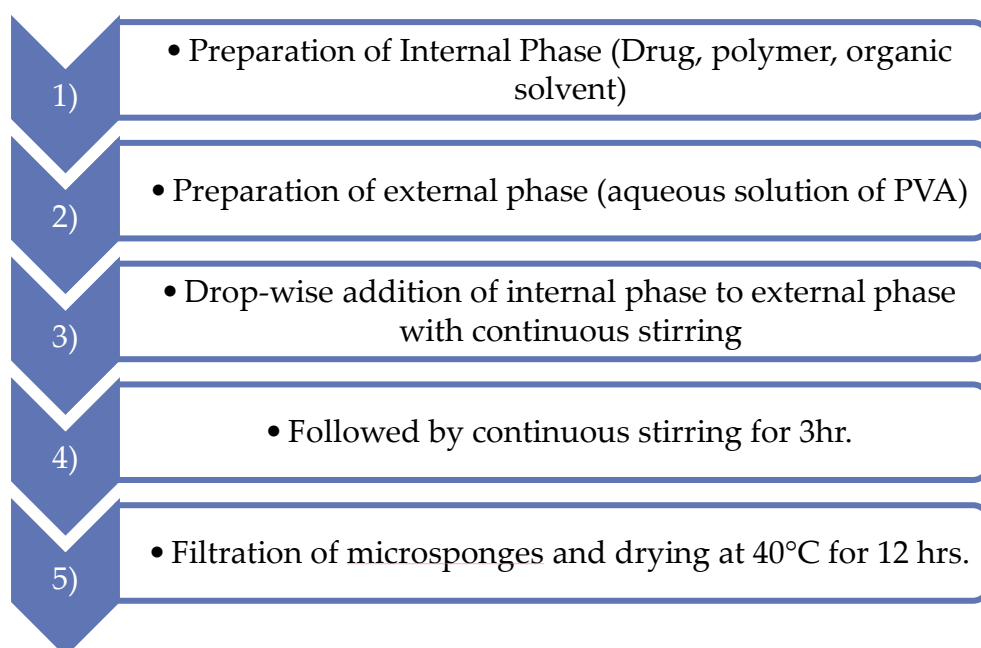 1)
• Preparation of Internal Phase (Drug, polymer, organic
solvent)
2)
• Preparation of external phase (aqueous solution of PVA)
3)
• Drop-wise addition of internal phase to external phase
with continuous stirring
4)
• Followed by continuous stirring for 3hr.
5)
• Filtration of microsponges and drying at 40°C for 12 hrs.